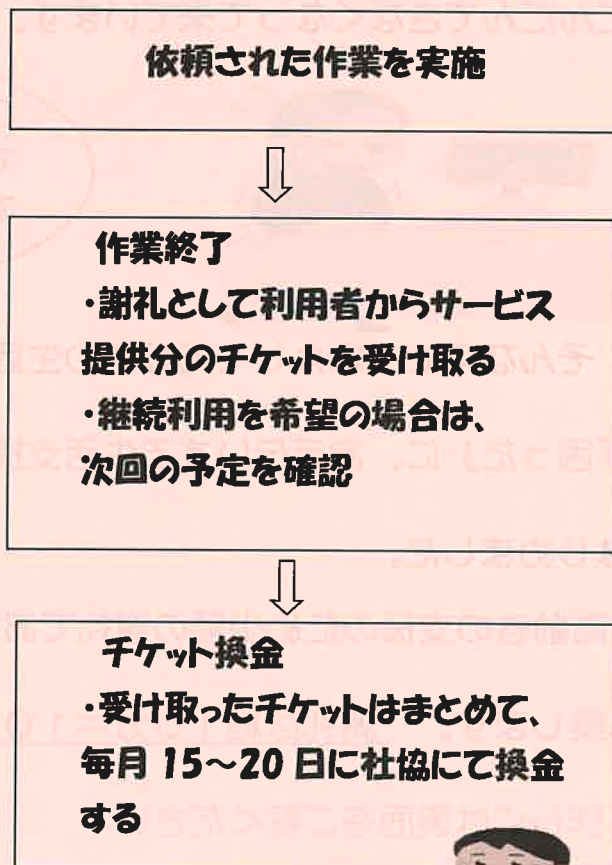 依頼された作業を実施
作業終了
・謝礼として利用者からサービス
提供分のチケットを受け取る
・継続利用を希望の場合は、
次回の予定を確認
チケット換金
・受け取ったチケットはまとめて、
毎月 15～20 日に社協にて換金
する